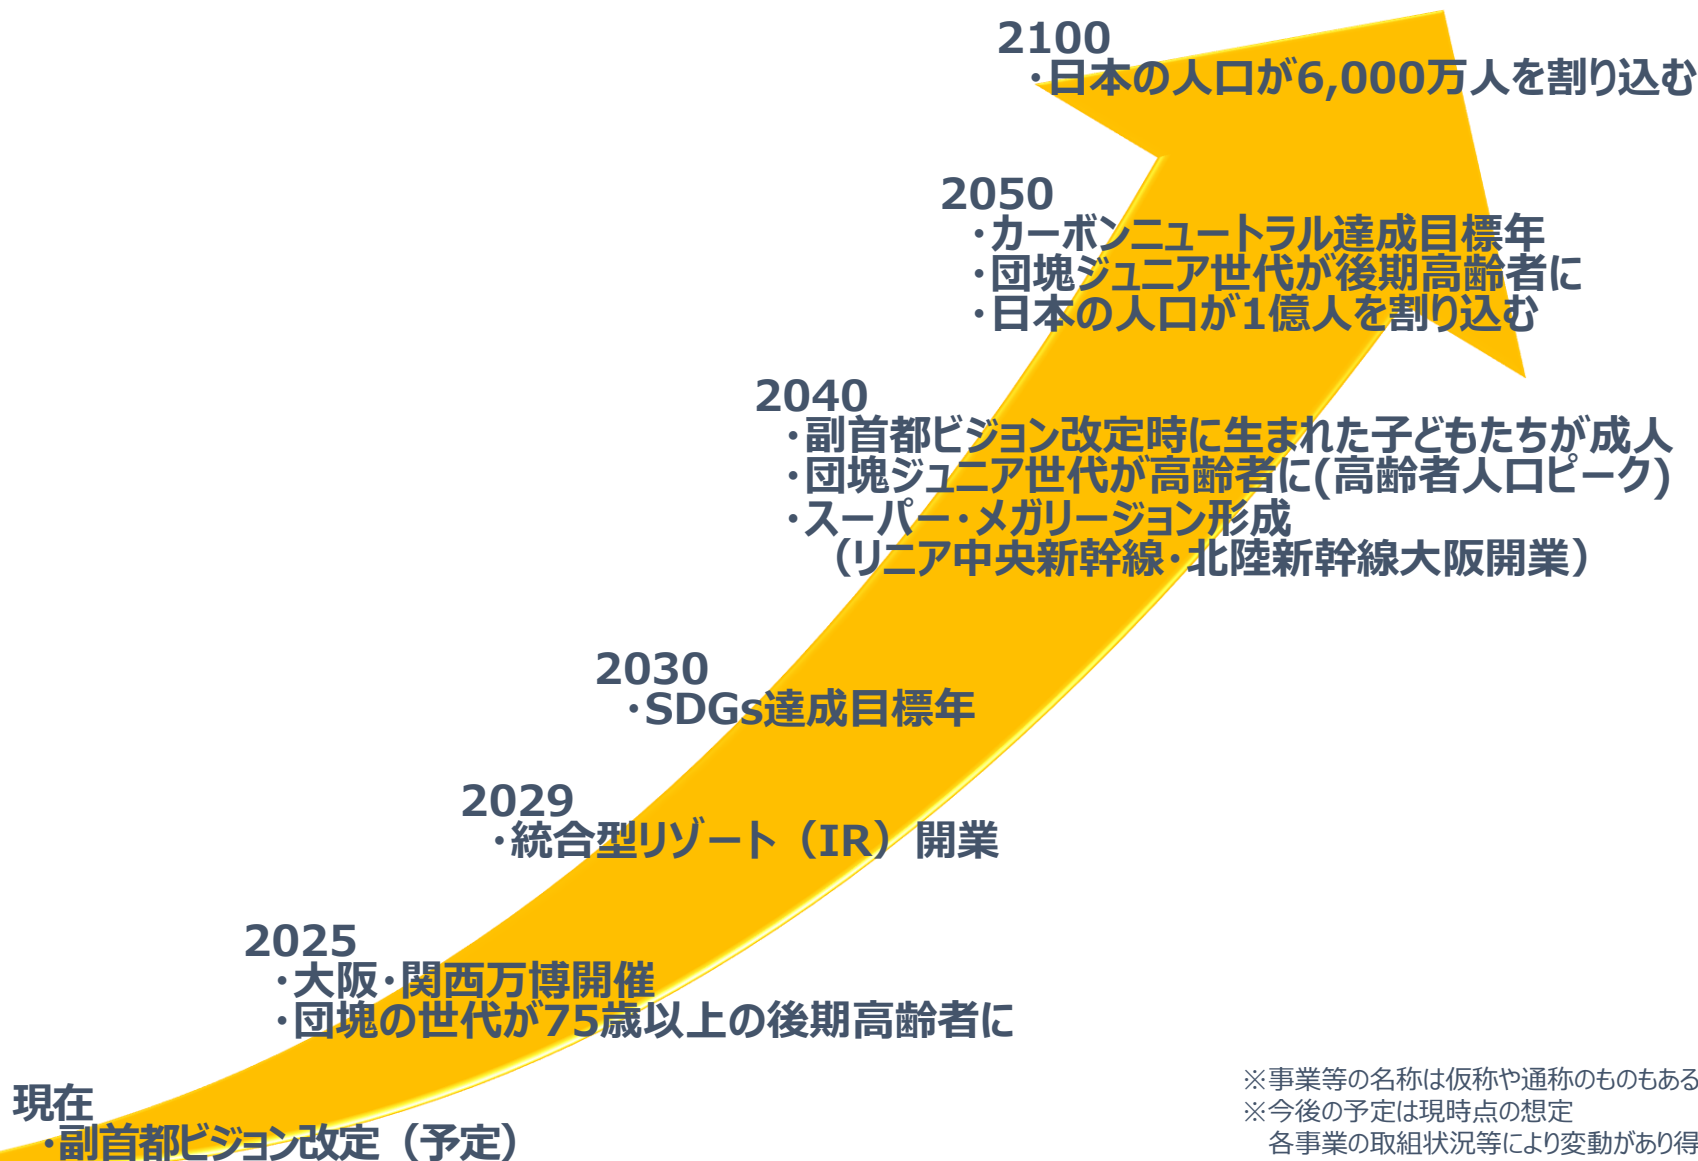 2100
・日本の人口が6,000万人を割り込む
2050
・カーボンニュートラル達成目標年
・団塊ジュニア世代が後期高齢者に
・日本の人口が1億人を割り込む
2040
・副首都ビジョン改定時に生まれた子どもたちが成人
・団塊ジュニア世代が高齢者に(高齢者人口ピーク)
・スーパー・メガリージョン形成
（リニア中央新幹線・北陸新幹線大阪開業）
2030
・SDGs達成目標年
2029
・統合型リゾート（IR）開業
2025
・大阪・関西万博開催
・団塊の世代が75歳以上の後期高齢者に
現在
・副首都ビジョン改定（予定）
※事業等の名称は仮称や通称のものもある
※今後の予定は現時点の想定
各事業の取組状況等により変動があり得